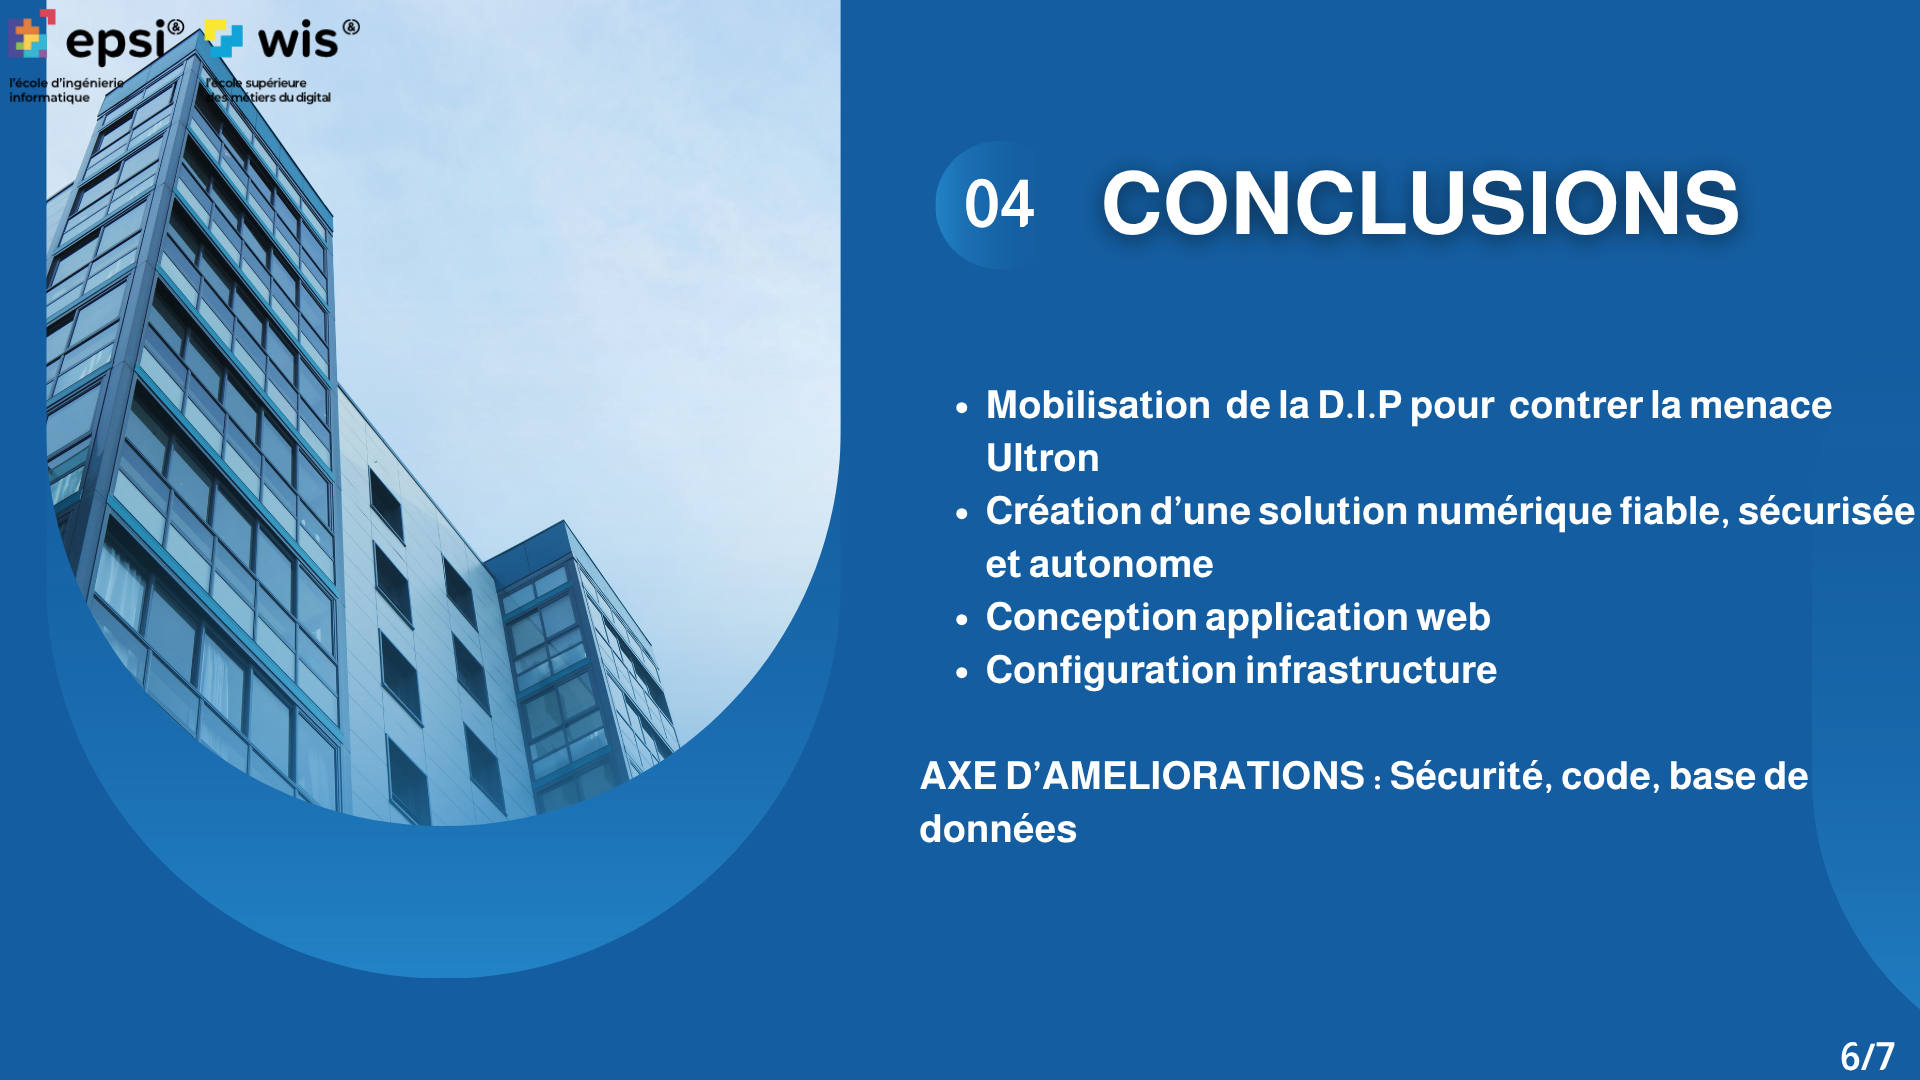 epsi & wis &
l'école d'ingénierie
informatique
l'école supérieure
des métiers du digital
04 CONCLUSIONS
• Mobilisation de la D.I.P pour contrer la menace
Ultron
• Création d'une solution numérique fiable, sécurisée
et autonome
• Conception application web
• Configuration infrastructure
AXE D'AMELIORATIONS : Sécurité, code, base de
données
6/7